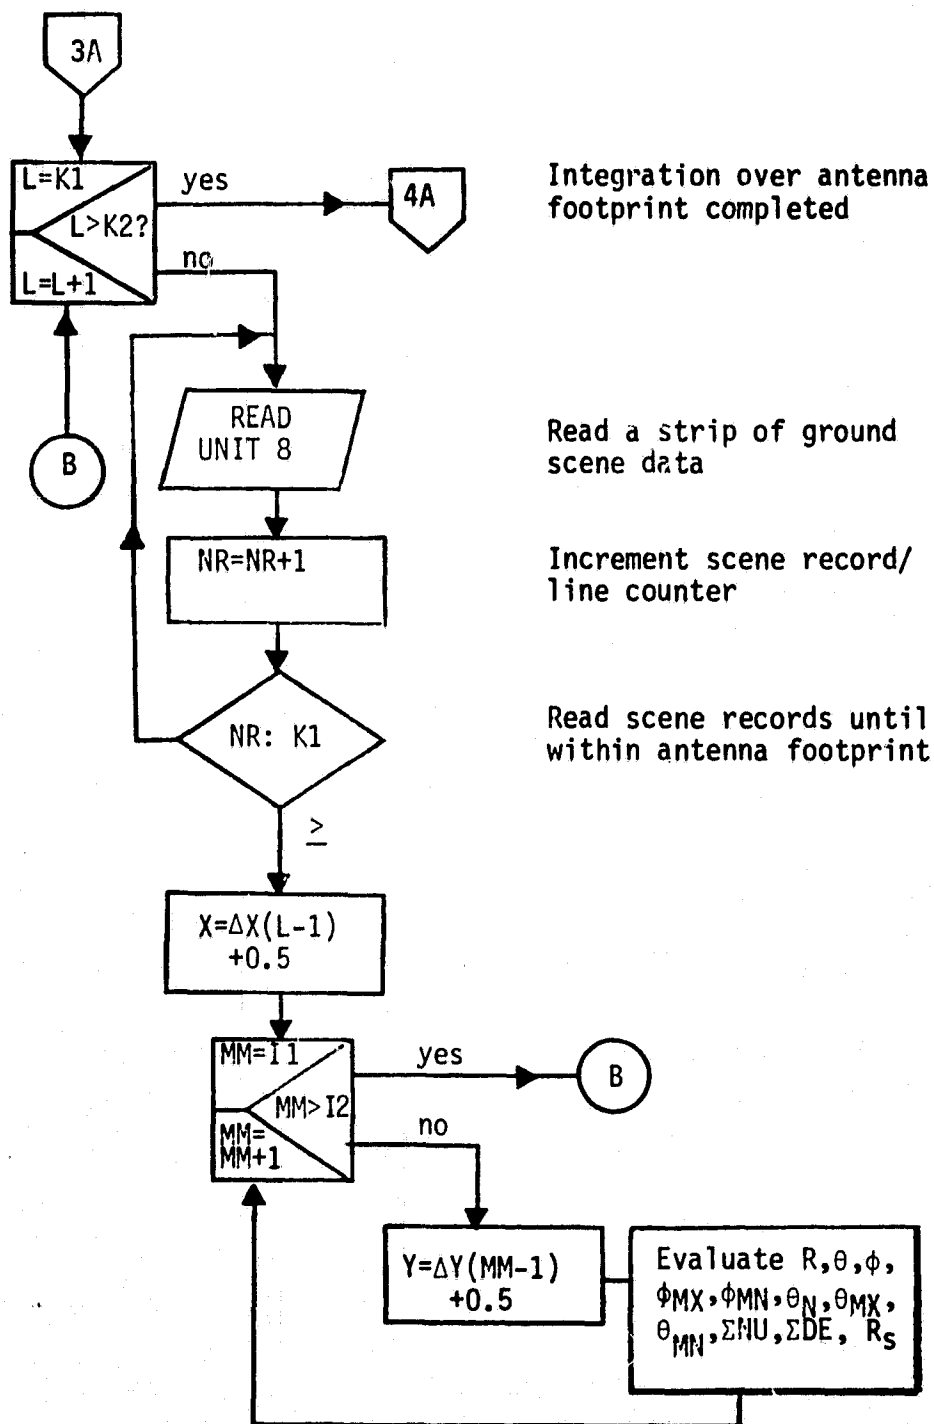 3A
L=K1
L>K2?
L=L+1
yes
no
4A
Integration over antenna
footprint completed
B
READ
UNIT 8
Read a strip of ground
scene data
NR=NR+1
Increment scene record/
line counter
NR: K1
Read scene records until
within antenna footprint
≥
X=ΔX(L-1)
+0.5
MM=I1
MM>I2
MM=
MM+1
yes
no
B
Y=ΔY(MM-1)
+0.5
Evaluate R,θ,ϕ,
ϕMX,ϕMN,θN,θMX,
θMN,ΣNU,ΣDE, RS